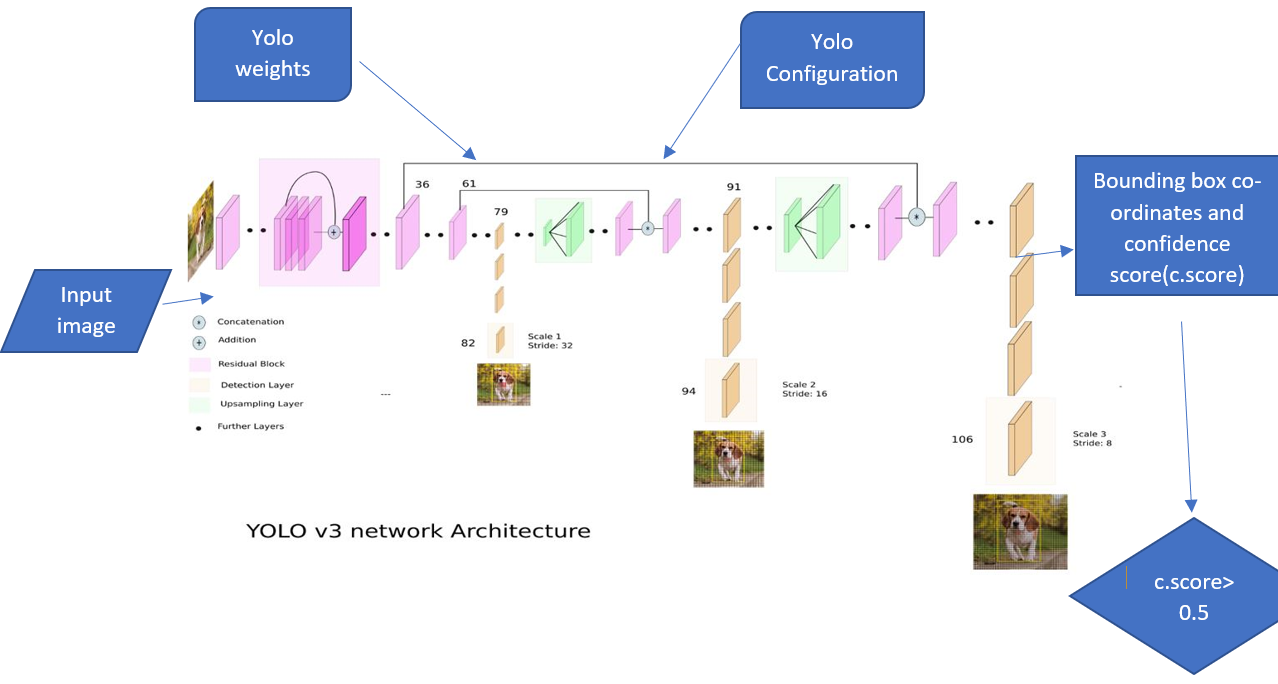 Yolo
weights
Yolo
Configuration
36
61
79
91
Bounding box co-
ordinates and
confidence
score(c.score)
Input
image
Concatenation
Addition
Residual Block
Detection Layer
Upsampling Layer
Further Layers
...
82
Scale 1
Stride: 32
94
Scale 2
Stride: 16
106
Scale 3
Stride: 8
YOLO v3 network Architecture
c.score>
0.5